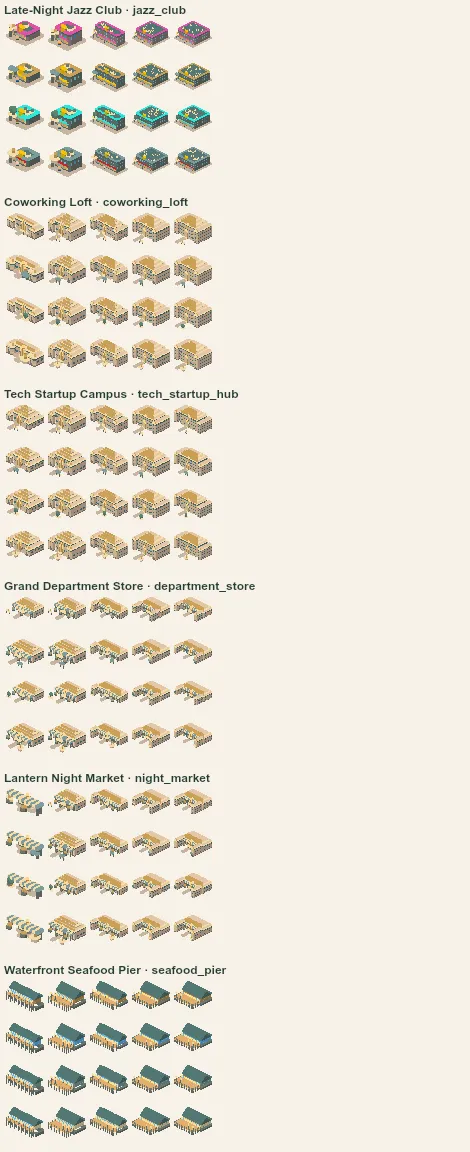 Late-Night Jazz Club · jazz_club
Coworking Loft · coworking_loft
Tech Startup Campus · tech_startup_hub
Grand Department Store · department_store
Lantern Night Market · night_market
Waterfront Seafood Pier · seafood_pier